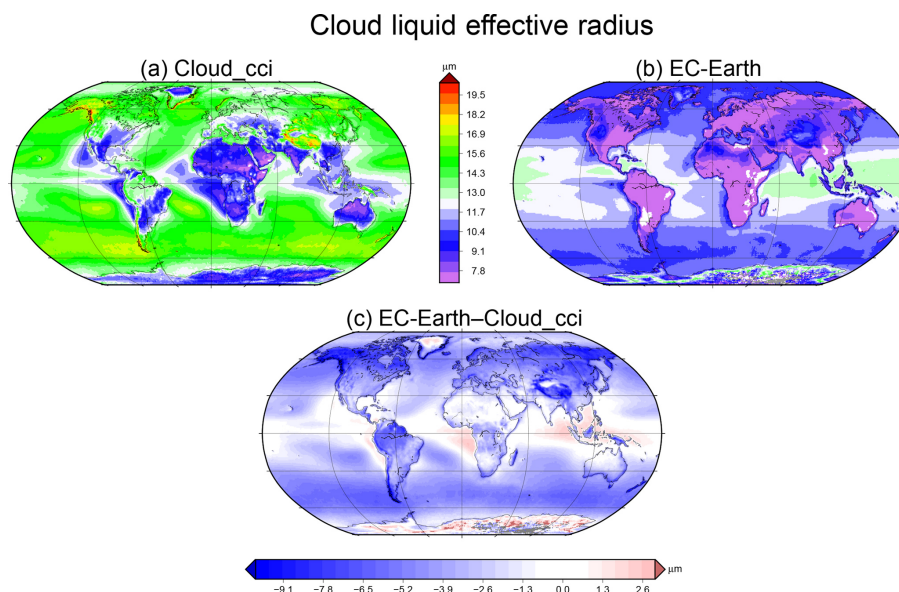 Cloud liquid effective radius
(a) Cloud_cci
μm
(b) EC-Earth
19.5
18.2
16.9
15.6
14.3
13.0
11.7
10.4
9.1
7.8
(c) EC-Earth–Cloud_cci
μm
−9.1 −7.8 −6.5 −5.2 −3.9 −2.6 −1.3 0.0 1.3 2.6